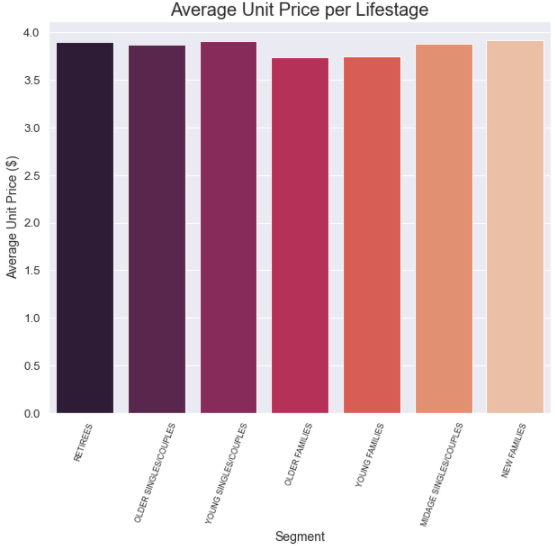 Average Unit Price per Lifestage
Average Unit Price ($)
4.0
3.5
3.0
2.5
2.0
1.5
1.0
0.5
0.0
RETIREES
OLDER SINGLES/COUPLES
YOUNG SINGLES/COUPLES
OLDER FAMILIES
YOUNG FAMILIES
MIDAGE SINGLES/COUPLES
NEW FAMILIES
Segment